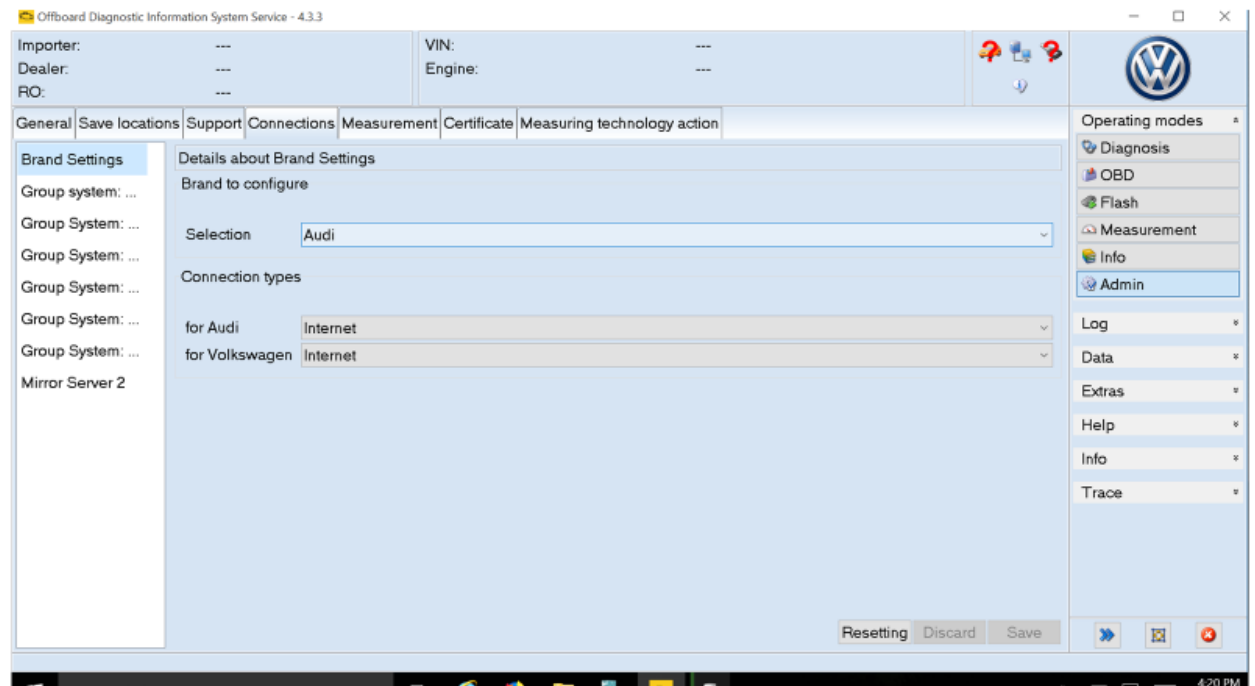 Offboard Diagnostic Information System Service - 4.3.3
Importer: --- VIN: ---
Dealer: --- Engine: ---
RO: ---
General Save locations Support Connections Measurement Certificate Measuring technology action
Brand Settings
Group system: ...
Group System: ...
Group System: ...
Group System: ...
Group System: ...
Group System: ...
Mirror Server 2
Details about Brand Settings
Brand to configure
Selection Audi
Connection types
for Audi Internet
for Volkswagen Internet
Resetting Discard Save
Operating modes
Diagnosis
OBD
Flash
Measurement
Info
Admin
Log
Data
Extras
Help
Info
Trace
4:20 PM